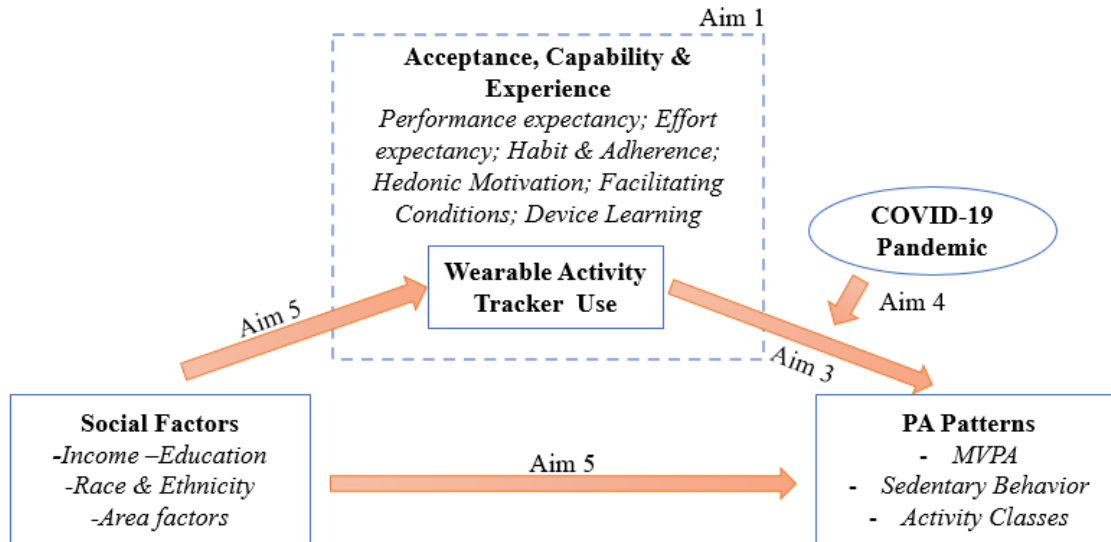 Aim 1
Acceptance, Capability &
Experience
Performance expectancy; Effort
expectancy; Habit & Adherence;
Hedonic Motivation; Facilitating
Conditions; Device Learning
COVID-19
Pandemic
Wearable Activity
Tracker Use
Aim 5
Aim 4
Aim 3
Social Factors
-Income –Education
-Race & Ethnicity
-Area factors
Aim 5
PA Patterns
- MVPA
- Sedentary Behavior
- Activity Classes